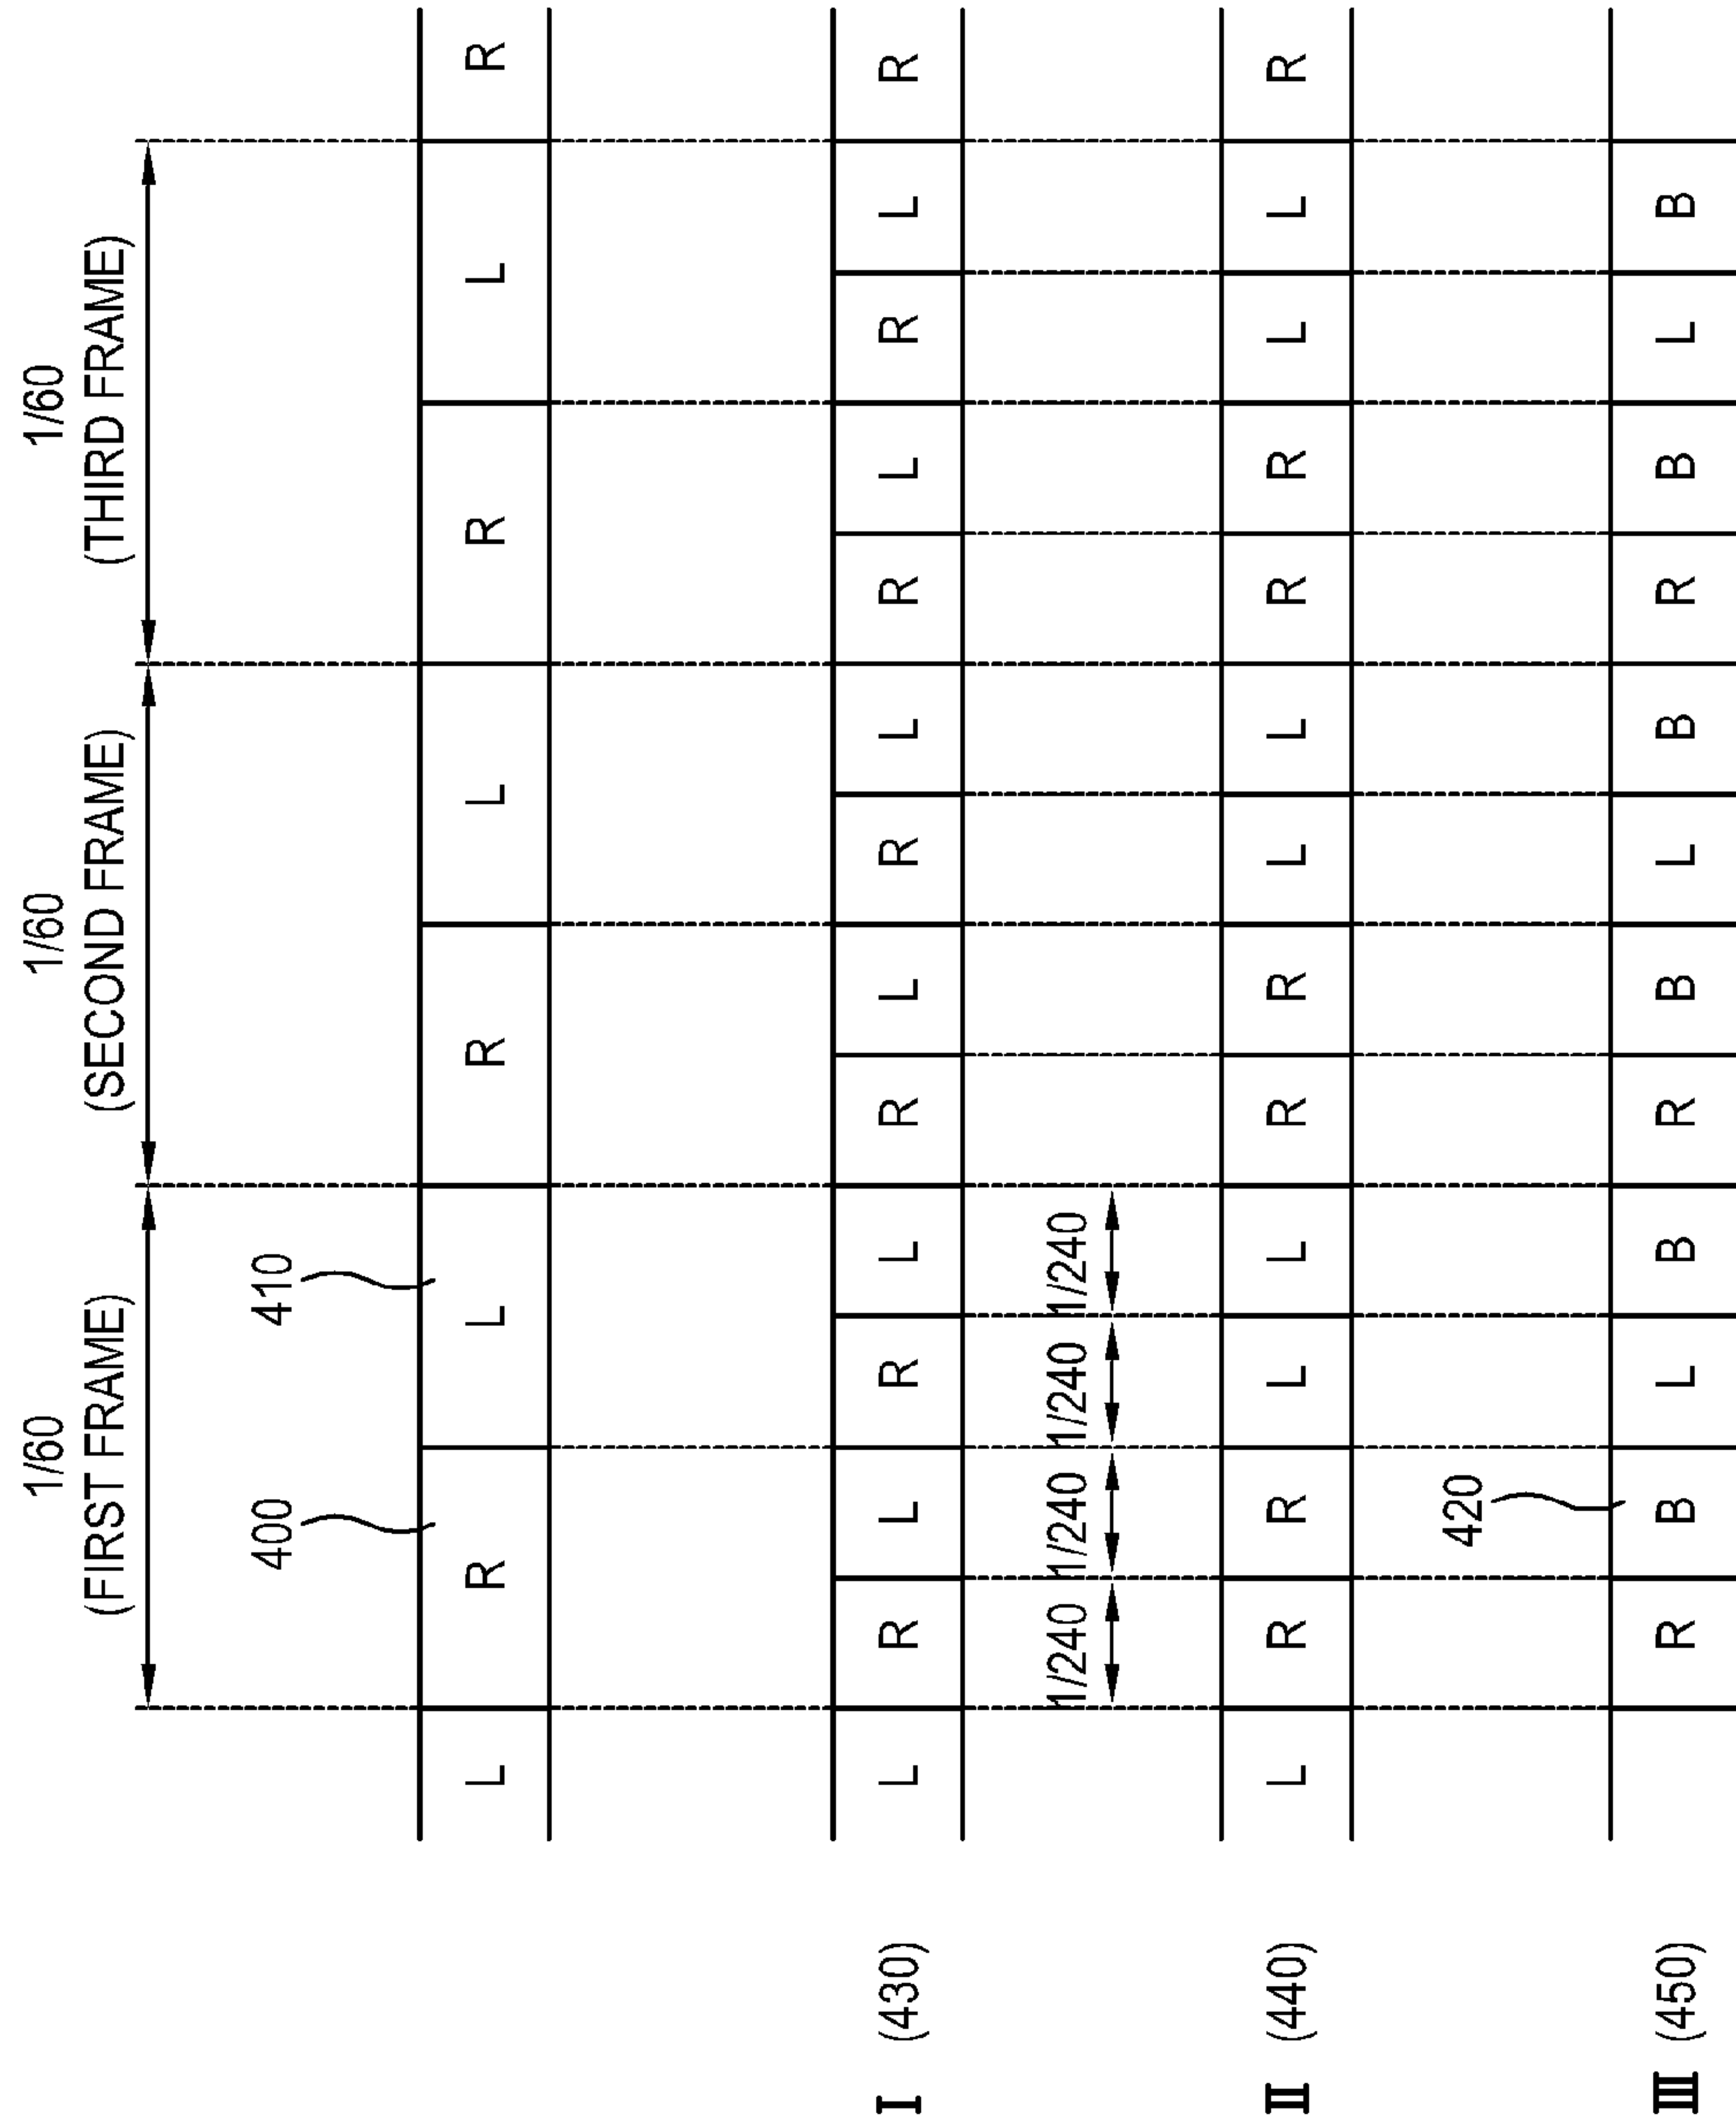 1/60 1/60 1/60
(FIRST FRAME) (SECOND FRAME) (THIRD FRAME)
400 410
L R L R L R L R
I (430) L R L R L R L R L R L R L R
1/240 1/240 1/240 1/240
II (440) L R R L L R R L L R R L L R
420
III (450) R B L B R B L B R B L B